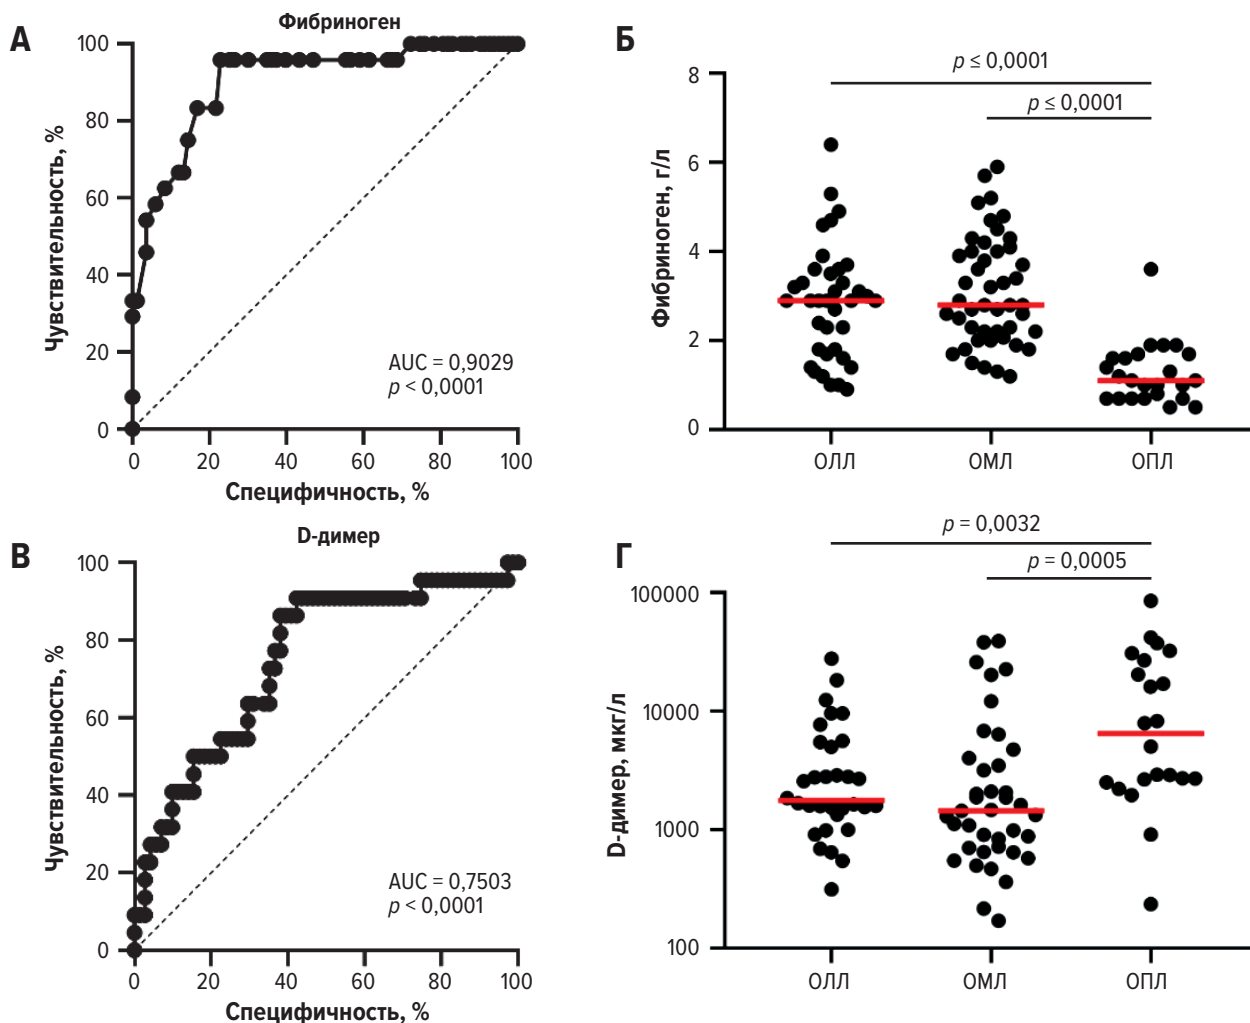 А
Фибриноген
Чувствительность, %
100
80
60
40
20
0
AUC = 0,9029
p < 0,0001
0 20 40 60 80 100
Специфичность, %
Б
p ≤ 0,0001
p ≤ 0,0001
Фибриноген, г/л
8
6
4
2
0
ОЛЛ ОМЛ ОПЛ
В
D-димер
Чувствительность, %
100
80
60
40
20
0
AUC = 0,7503
p < 0,0001
0 20 40 60 80 100
Специфичность, %
Г
p = 0,0032
p = 0,0005
D-димер, мкг/л
100000
10000
1000
100
ОЛЛ ОМЛ ОПЛ